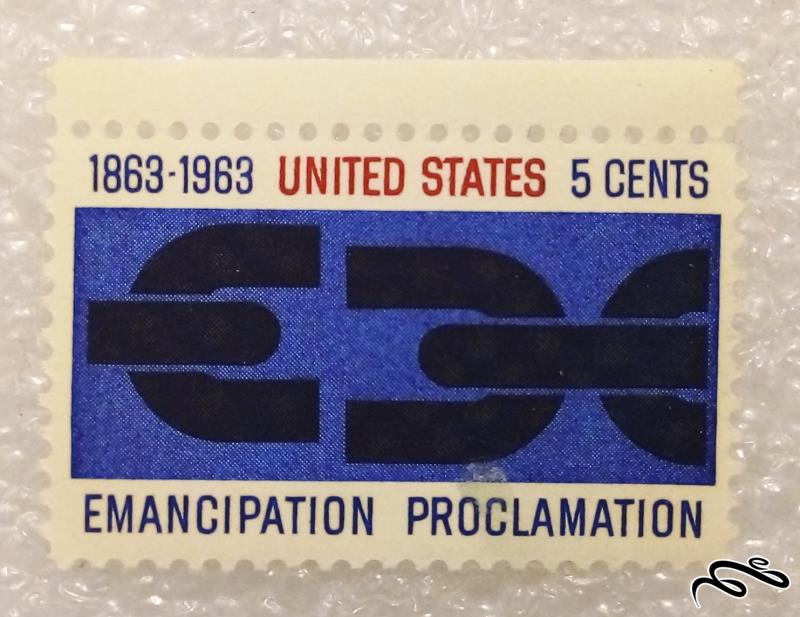 1863-1963 UNITED STATES 5 CENTS
EMANCIPATION PROCLAMATION